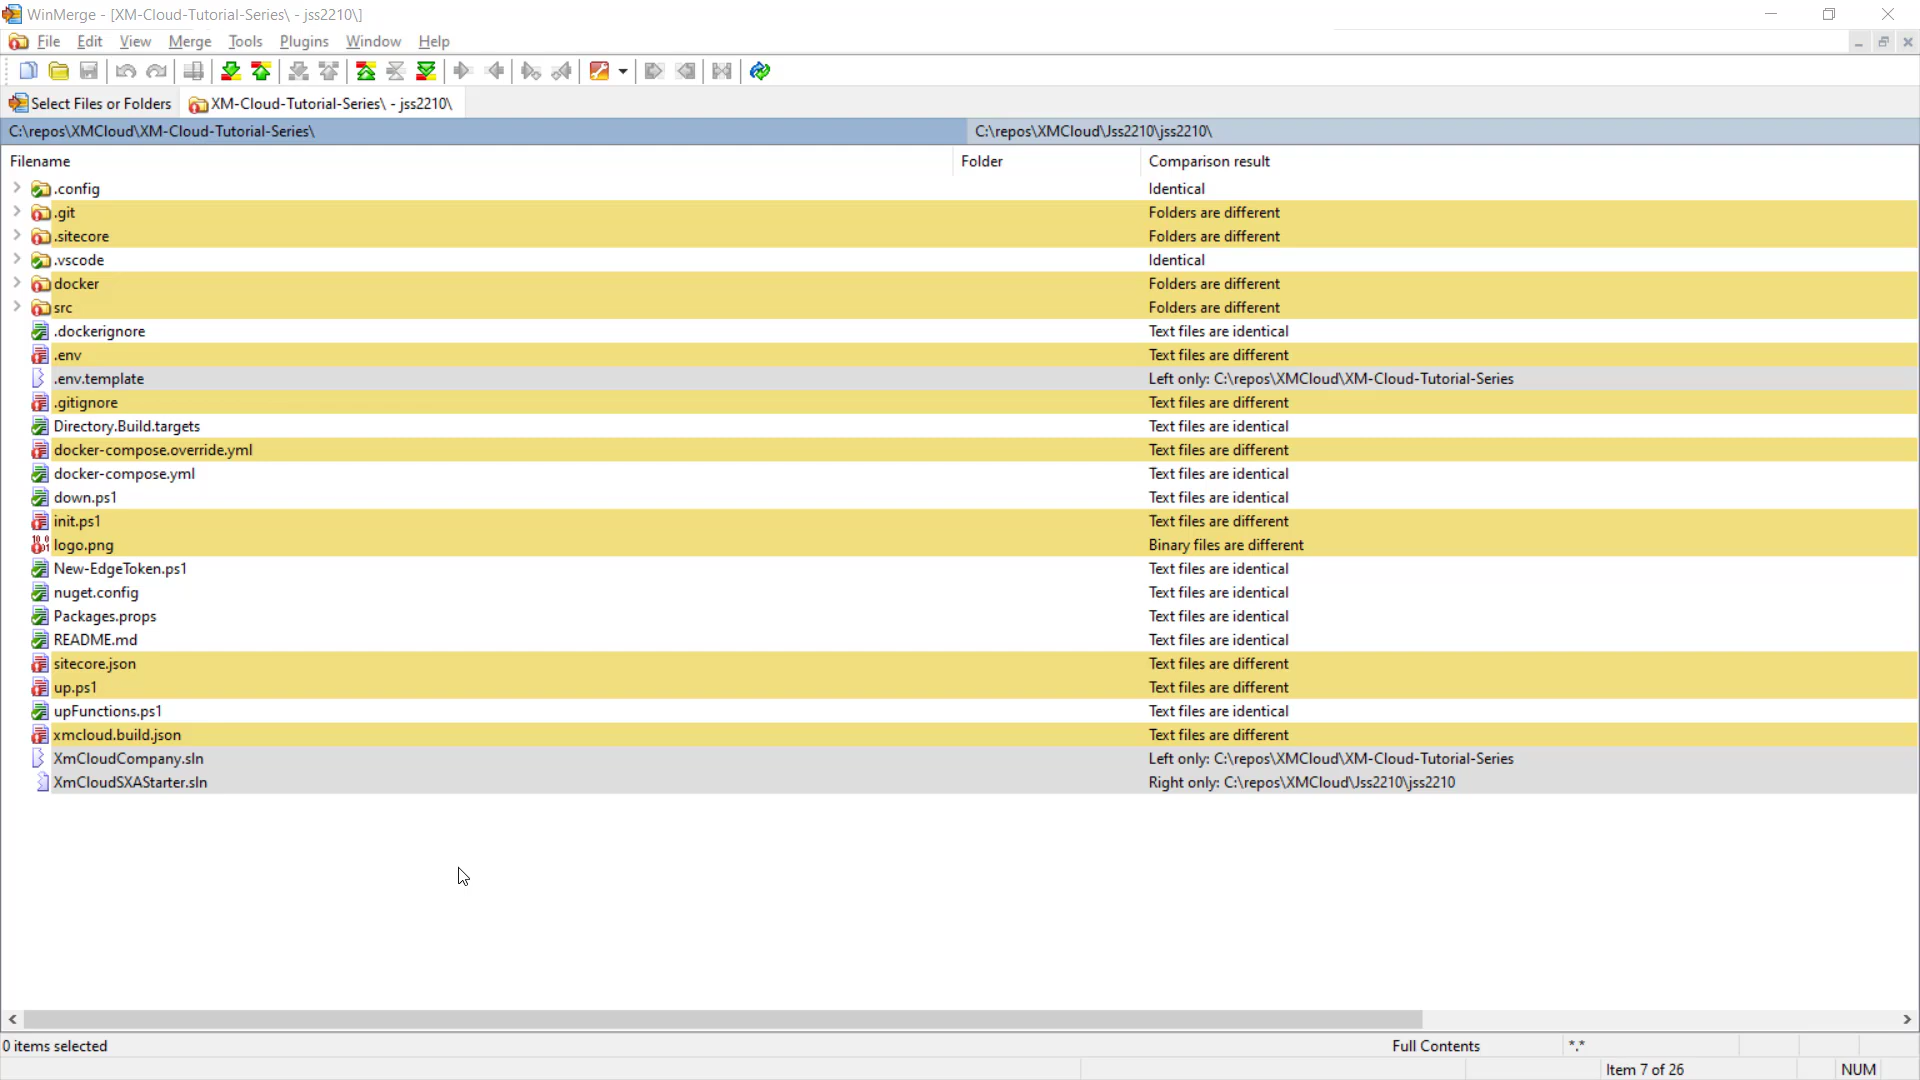 WinMerge - [XM-Cloud-Tutorial-Series\ - jss2210\]
File Edit View Merge Tools Plugins Window Help
Select Files or Folders XM-Cloud-Tutorial-Series\ - jss2210\
C:\repos\XMCloud\XM-Cloud-Tutorial-Series\ C:\repos\XMCloud\Jss2210\jss2210\
Filename Folder Comparison result
.config Identical
.git Folders are different
.sitecore Folders are different
.vscode Identical
docker Folders are different
src Folders are different
.dockerignore Text files are identical
.env Text files are different
.env.template Left only: C:\repos\XMCloud\XM-Cloud-Tutorial-Series
.gitignore Text files are different
Directory.Build.targets Text files are identical
docker-compose.override.yml Text files are different
docker-compose.yml Text files are identical
down.ps1 Text files are identical
init.ps1 Text files are different
logo.png Binary files are different
New-EdgeToken.ps1 Text files are identical
nuget.config Text files are identical
Packages.props Text files are identical
README.md Text files are identical
sitecore.json Text files are different
up.ps1 Text files are different
upFunctions.ps1 Text files are identical
xmcloud.build.json Text files are different
XmCloudCompany.sln Left only: C:\repos\XMCloud\XM-Cloud-Tutorial-Series
XmCloudSXAStarter.sln Right only: C:\repos\XMCloud\Jss2210\jss2210
0 items selected Full Contents *.*
Item 7 of 26 NUM